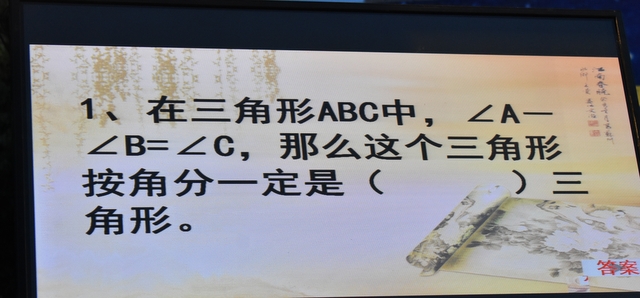 1、在三角形ABC中，∠A－
∠B=∠C，那么这个三角形
按角分一定是（　　　）三
角形。
答案